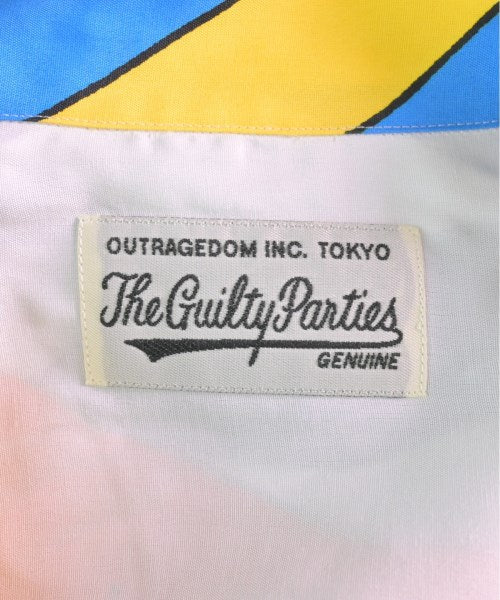 OUTRAGEDOM INC. TOKYO
The Guilty Parties
GENUINE